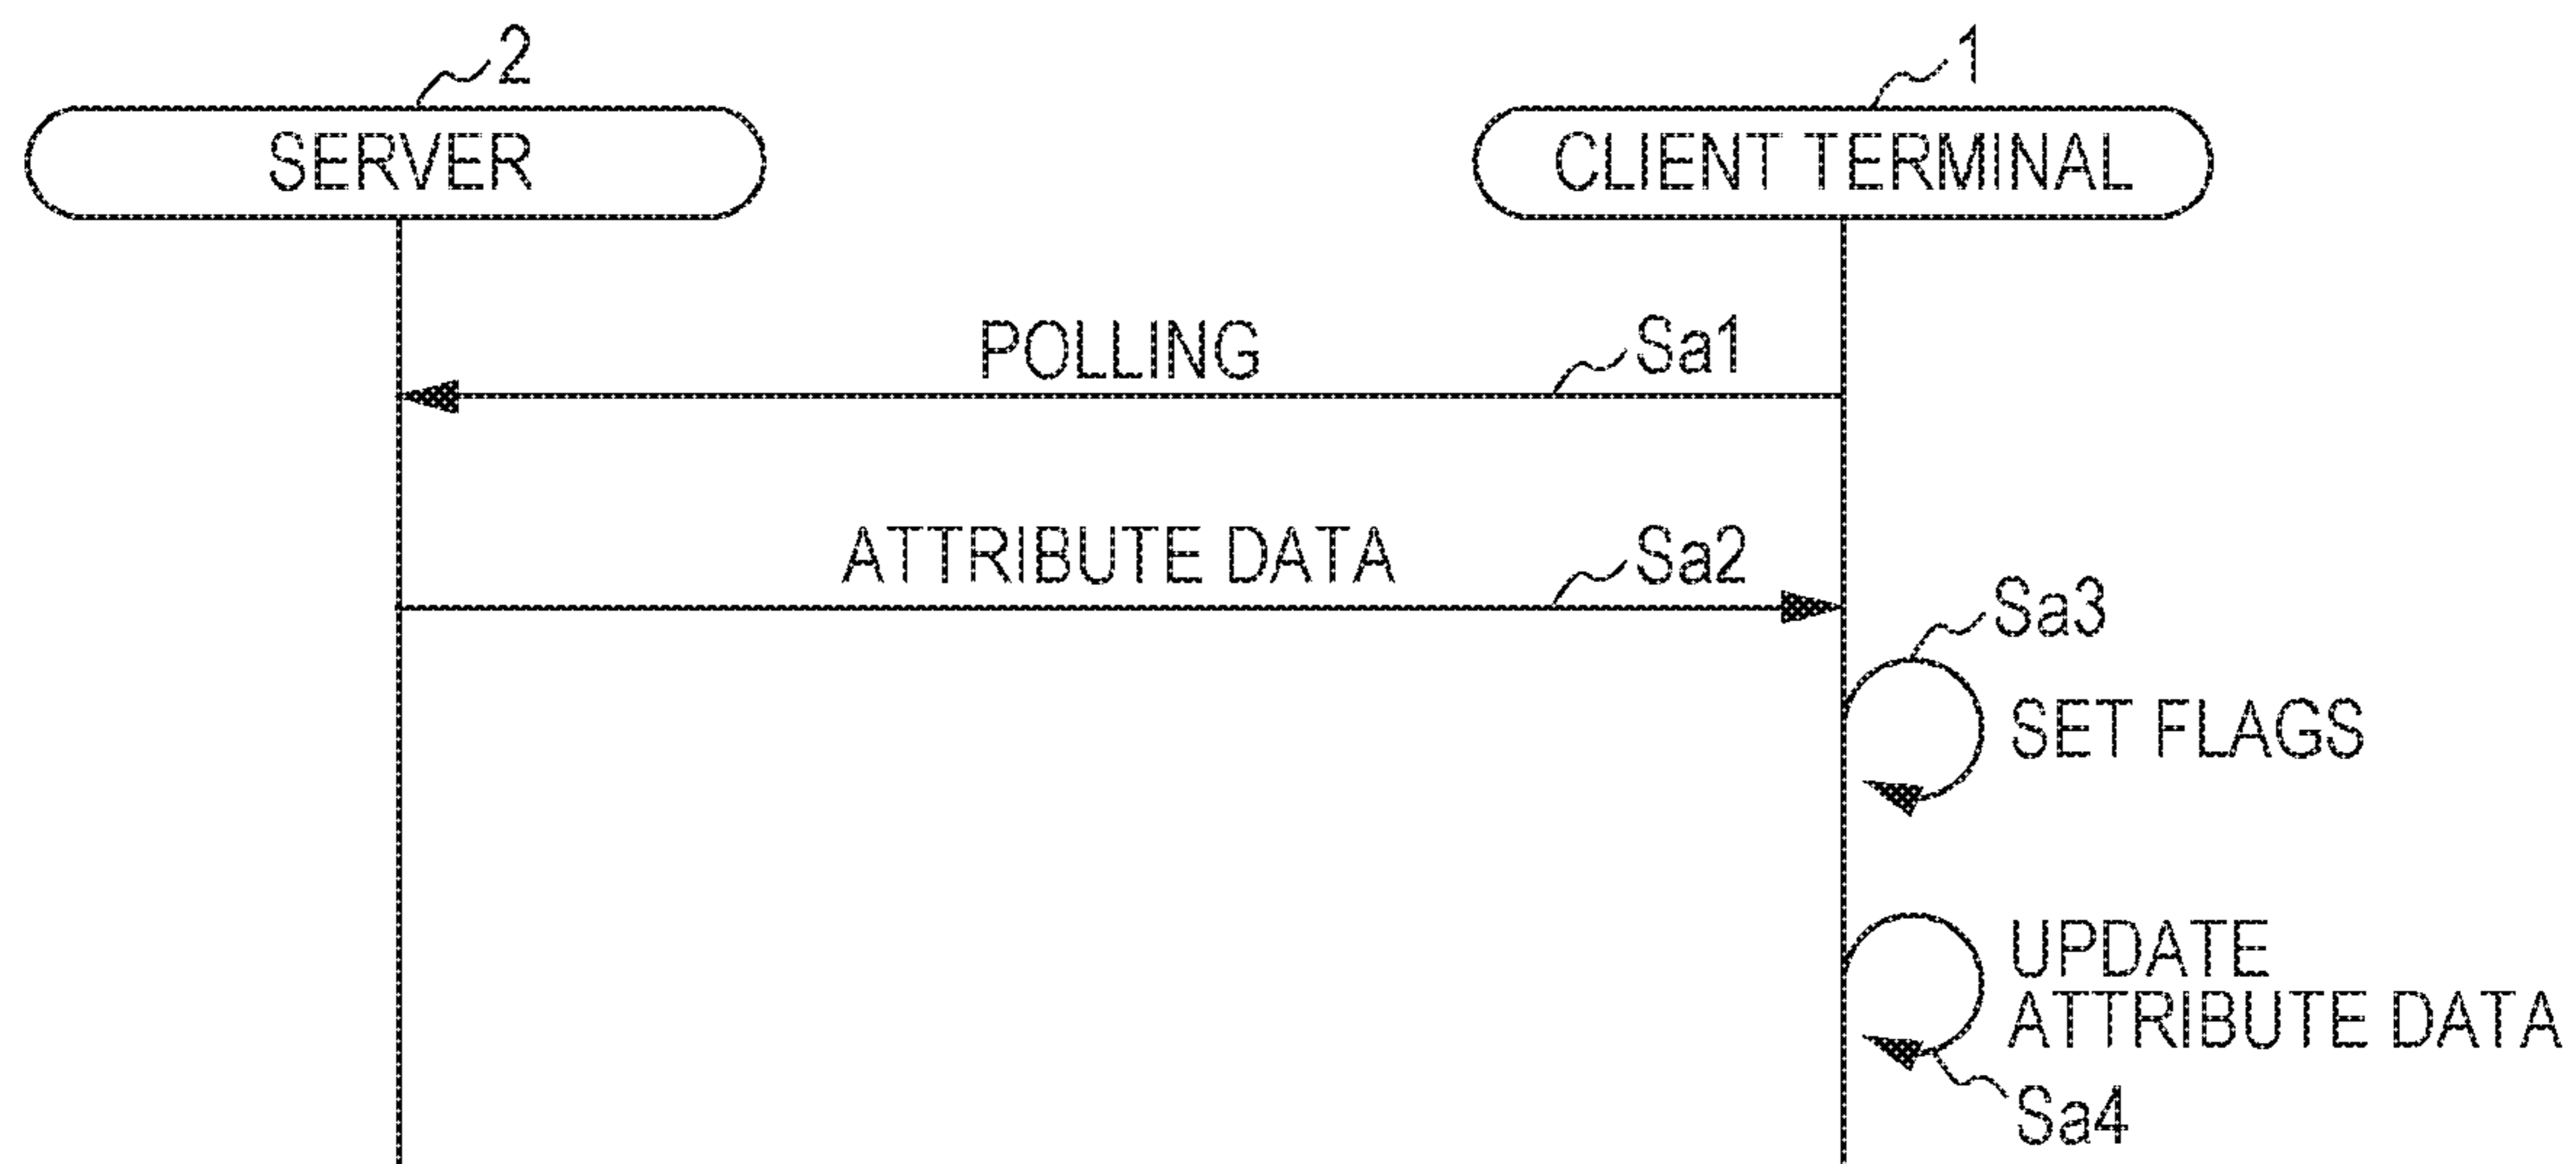 2
1
SERVER
CLIENT TERMINAL
POLLING
Sa1
ATTRIBUTE DATA
Sa2
Sa3
SET FLAGS
UPDATE
ATTRIBUTE DATA
Sa4